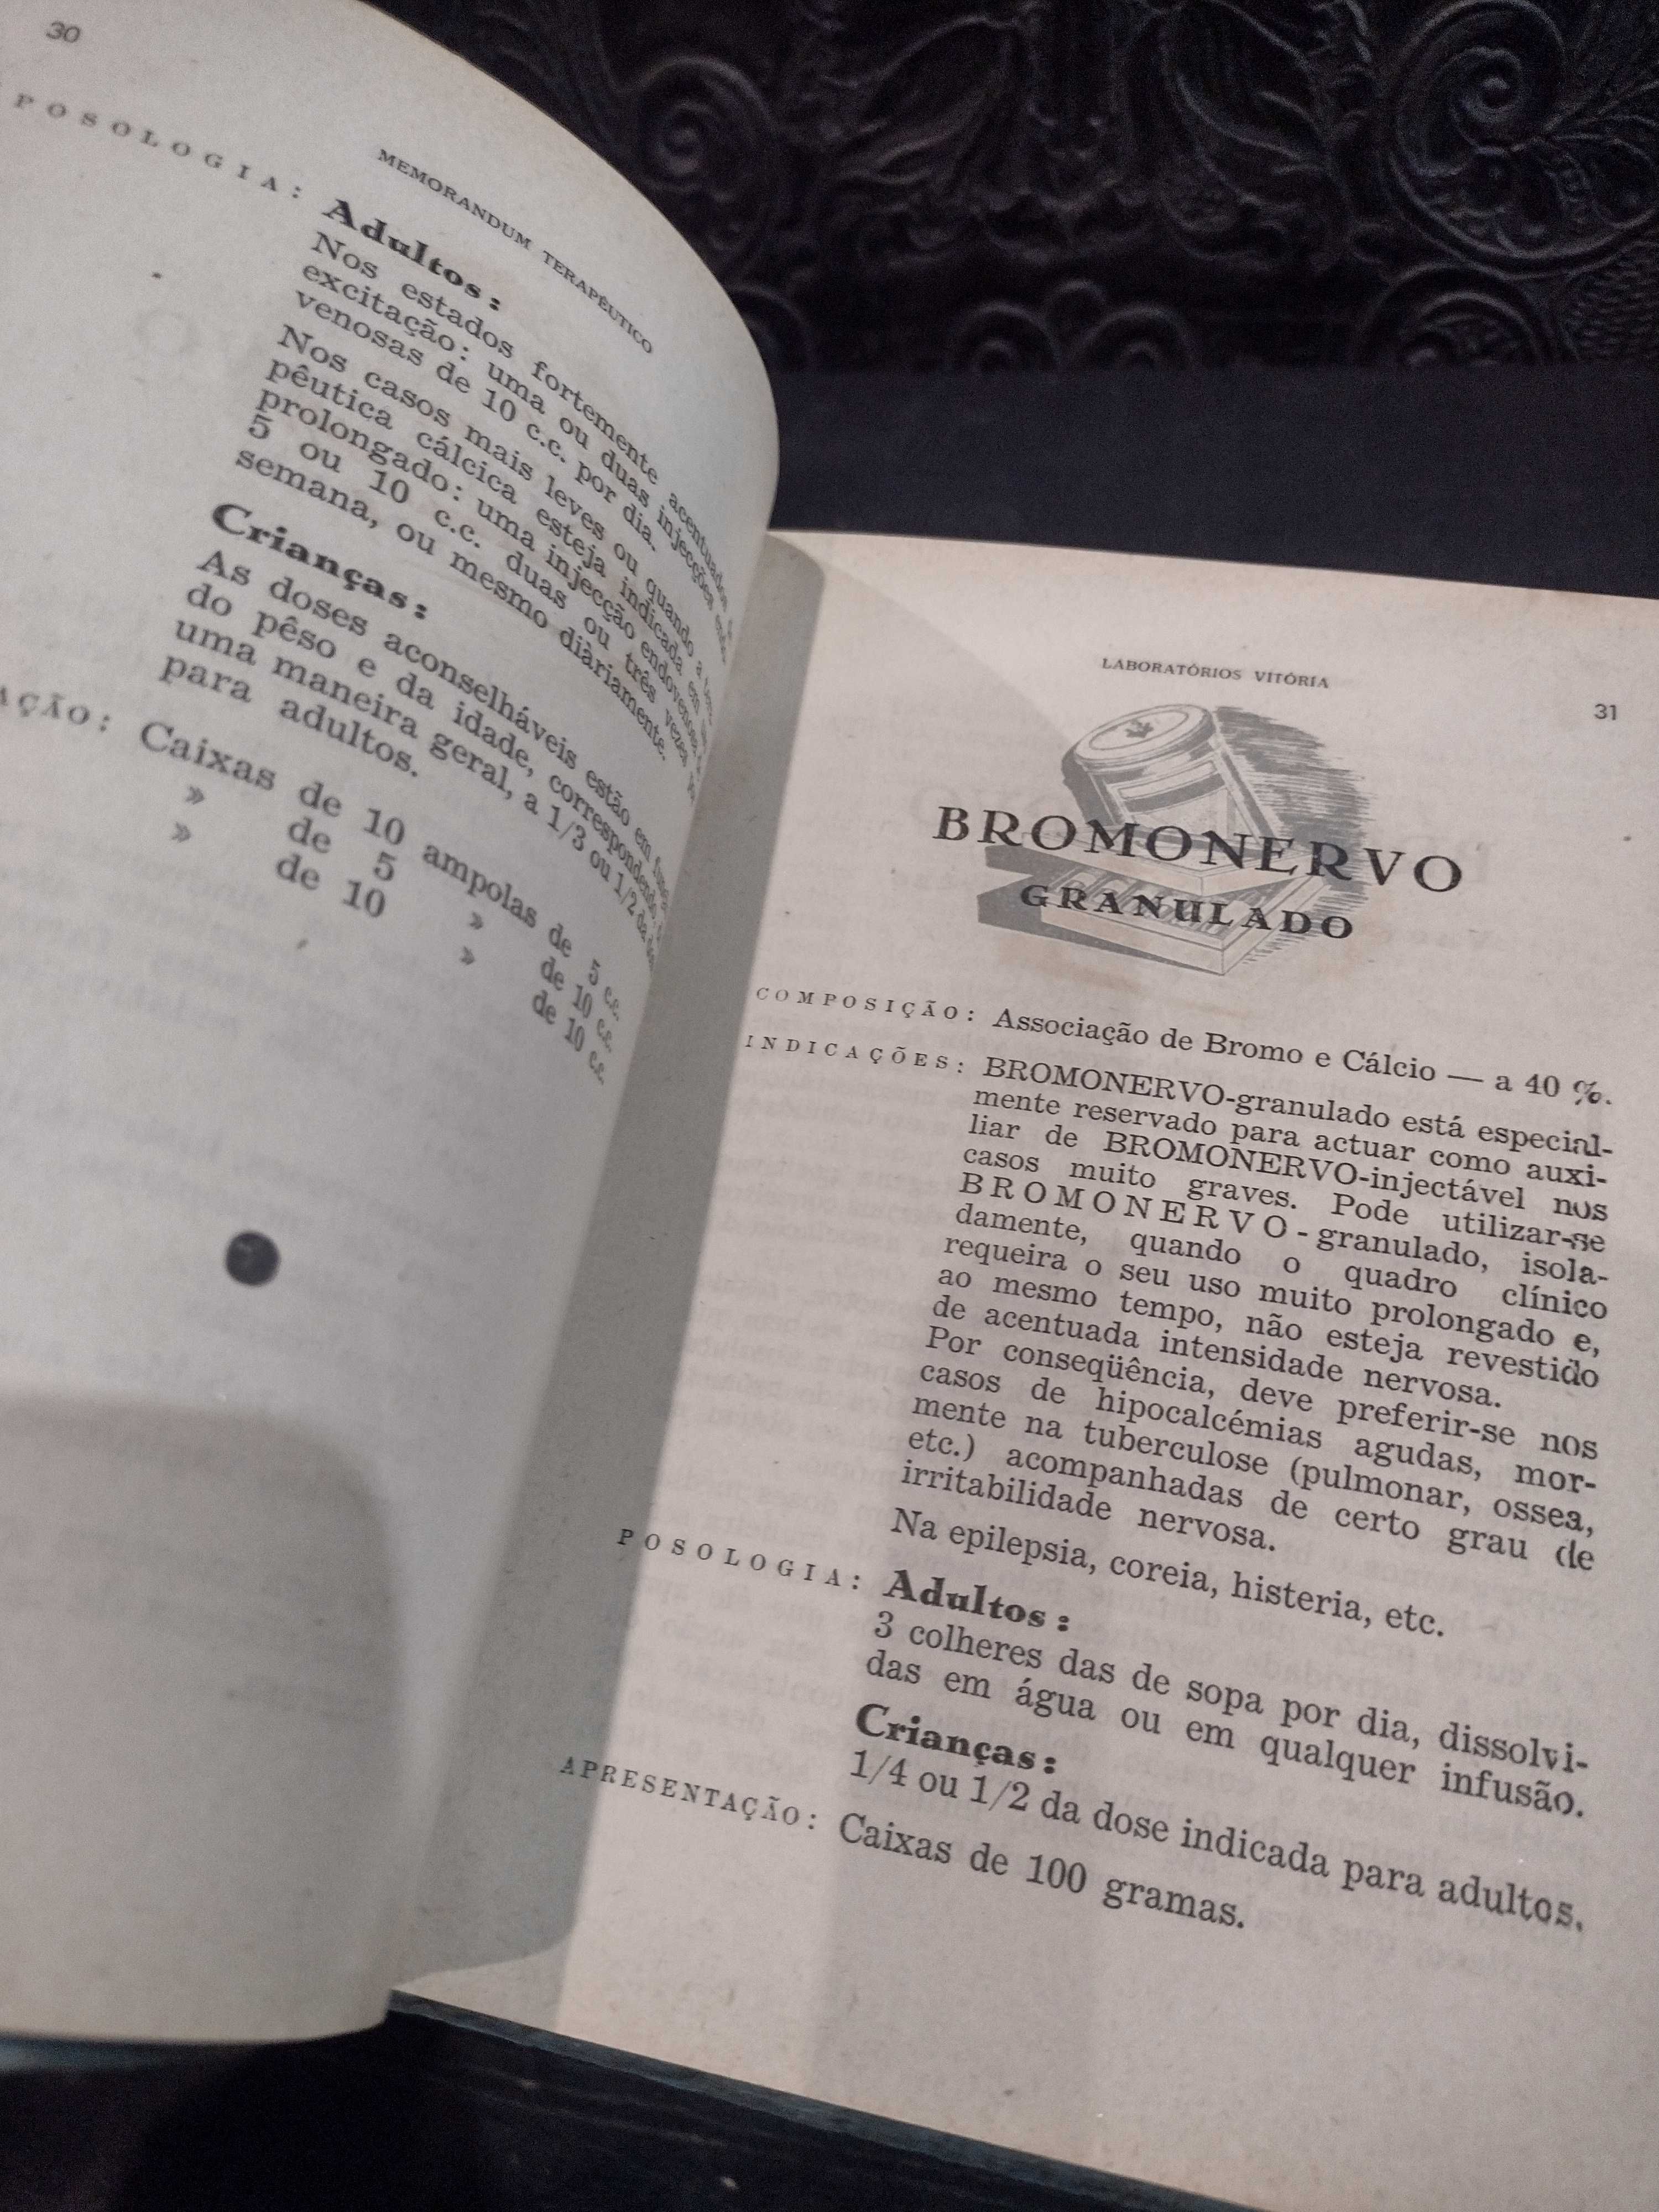 30
MEMORANDUM TERAPÊUTICO
POSOLOGIA: Adultos:
Nos estados fortemente acentuados
excitação: uma ou duas injecções
venosas de 10 c.c. por dia.
Nos casos mais leves ou quando a
pêutica cálcica esteja indicada em
prolongado: uma injecção endovenosa
5 ou 10 c.c. duas ou três vezes
semana, ou mesmo diàriamente.
Crianças:
As doses aconselháveis estão em
do pêso e da idade, correspondendo,
uma maneira geral, a 1/3 ou 1/2 da
para adultos.
AÇÃO: Caixas de 10 ampolas de 5 c.c.
» de 5 » de 10 c.c.
» de 10 » de 10 c.c.
LABORATÓRIOS VITÓRIA
31
BROMONERVO
GRANULADO
COMPOSIÇÃO: Associação de Bromo e Cálcio — a 40 %.
INDICAÇÕES: BROMONERVO-granulado está especial-
mente reservado para actuar como auxi-
liar de BROMONERVO-injectável nos
casos muito graves. Pode utilizar-se
BROMONERVO-granulado, isola-
damente, quando o quadro clínico
requeira o seu uso muito prolongado e,
ao mesmo tempo, não esteja revestido
de acentuada intensidade nervosa.
Por conseqüência, deve preferir-se nos
casos de hipocalcémias agudas, mor-
mente na tuberculose (pulmonar, ossea,
etc.) acompanhadas de certo grau de
irritabilidade nervosa.
Na epilepsia, coreia, histeria, etc.
POSOLOGIA: Adultos:
3 colheres das de sopa por dia, dissolvi-
das em água ou em qualquer infusão.
Crianças:
1/4 ou 1/2 da dose indicada para adultos.
APRESENTAÇÃO: Caixas de 100 gramas.